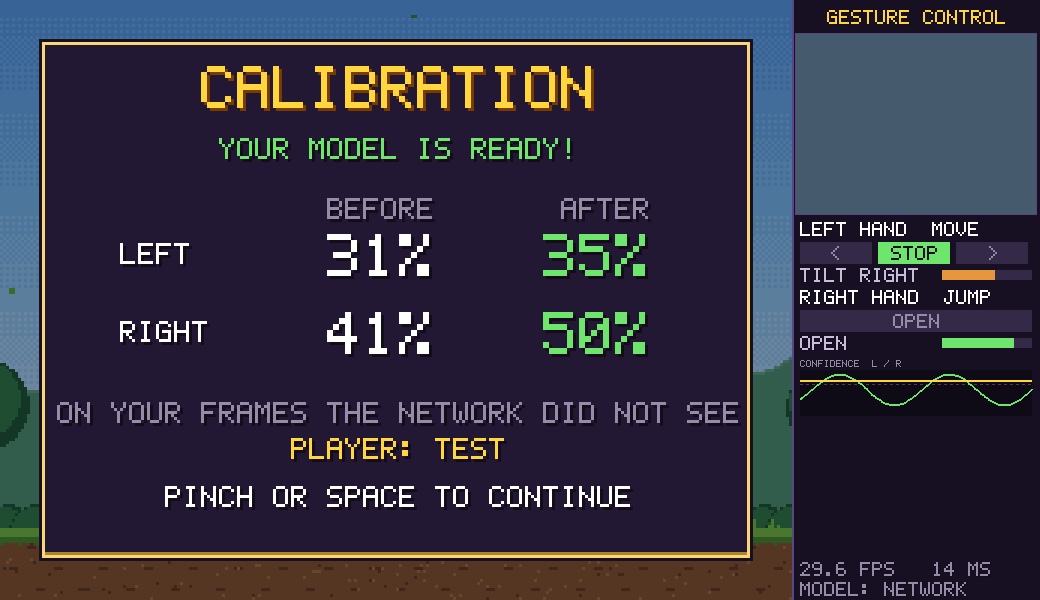 CALIBRATION
YOUR MODEL IS READY!
BEFORE AFTER
LEFT 31% 35%
RIGHT 41% 50%
ON YOUR FRAMES THE NETWORK DID NOT SEE
PLAYER: TEST
PINCH OR SPACE TO CONTINUE
GESTURE CONTROL
LEFT HAND MOVE
< STOP >
TILT RIGHT
RIGHT HAND JUMP
OPEN
OPEN
CONFIDENCE L / R
29.6 FPS 14 MS
MODEL: NETWORK